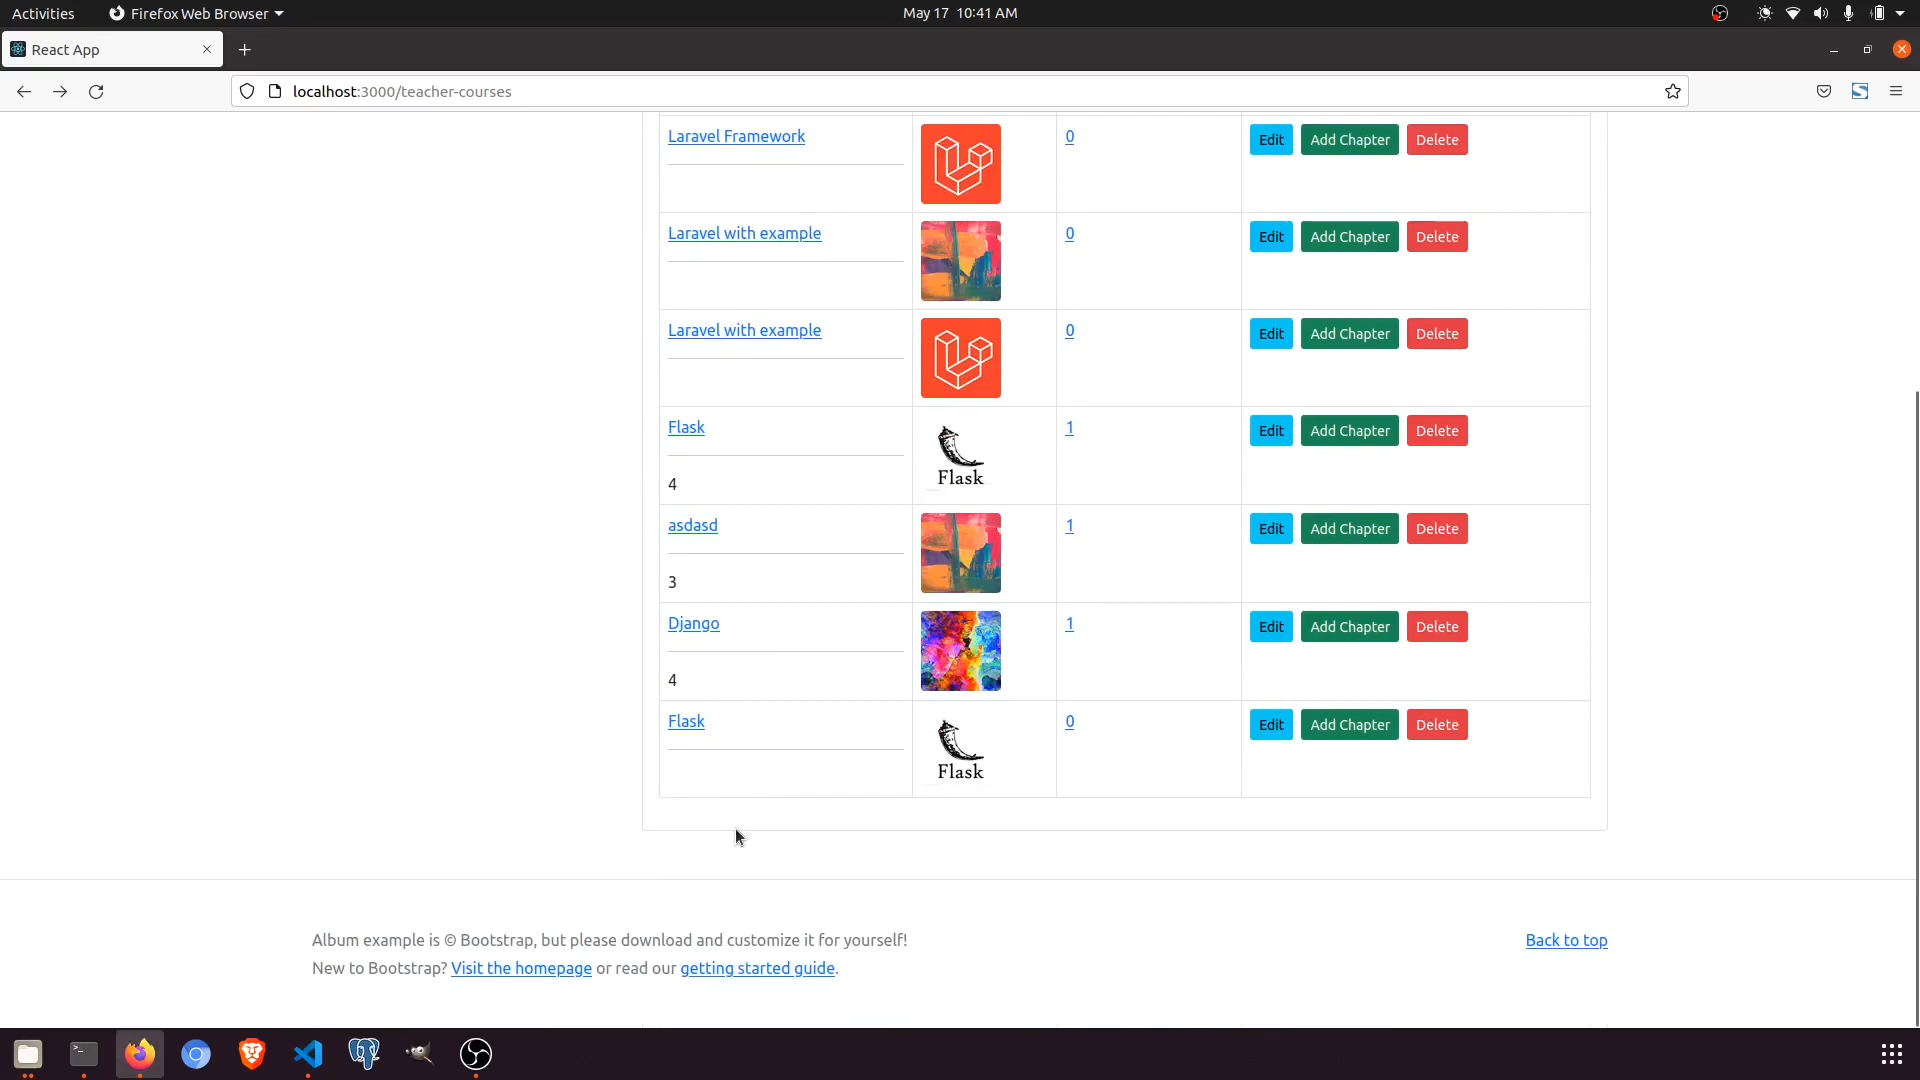 Activities
Firefox Web Browser
May 17 10:41 AM
React App
localhost:3000/teacher-courses
Laravel Framework
0
Edit Add Chapter Delete
Laravel with example
0
Edit Add Chapter Delete
Laravel with example
0
Edit Add Chapter Delete
Flask
4
Flask
1
Edit Add Chapter Delete
asdasd
3
1
Edit Add Chapter Delete
Django
4
1
Edit Add Chapter Delete
Flask
Flask
0
Edit Add Chapter Delete
Album example is © Bootstrap, but please download and customize it for yourself!
Back to top
New to Bootstrap? Visit the homepage or read our getting started guide.